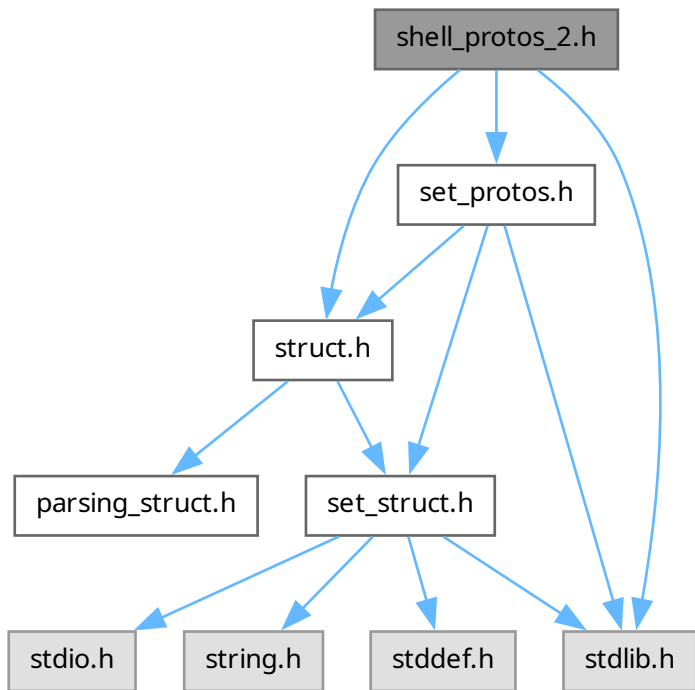 shell_protos_2.h
set_protos.h
struct.h
parsing_struct.h
set_struct.h
stdio.h
string.h
stddef.h
stdlib.h